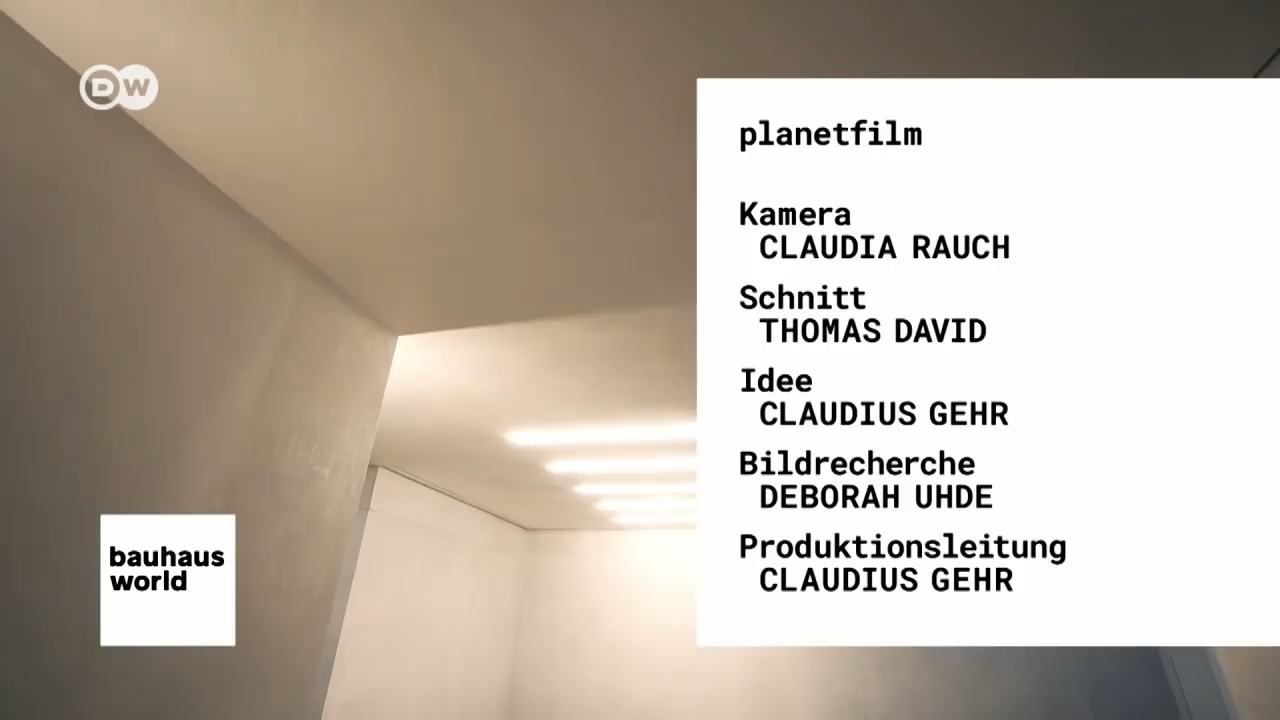 DW
planetfilm
Kamera
CLAUDIA RAUCH
Schnitt
THOMAS DAVID
Idee
CLAUDIUS GEHR
Bildrecherche
DEBORAH UHDE
Produktionsleitung
CLAUDIUS GEHR
bauhaus
world